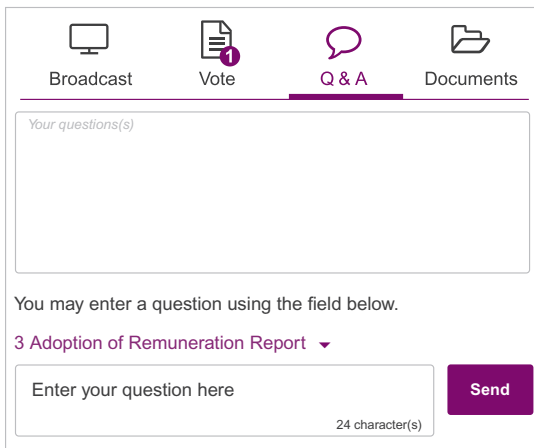 1
Broadcast Vote Q & A Documents
Your questions(s)
You may enter a question using the field below.
3 Adoption of Remuneration Report
Enter your question here
Send
24 character(s)